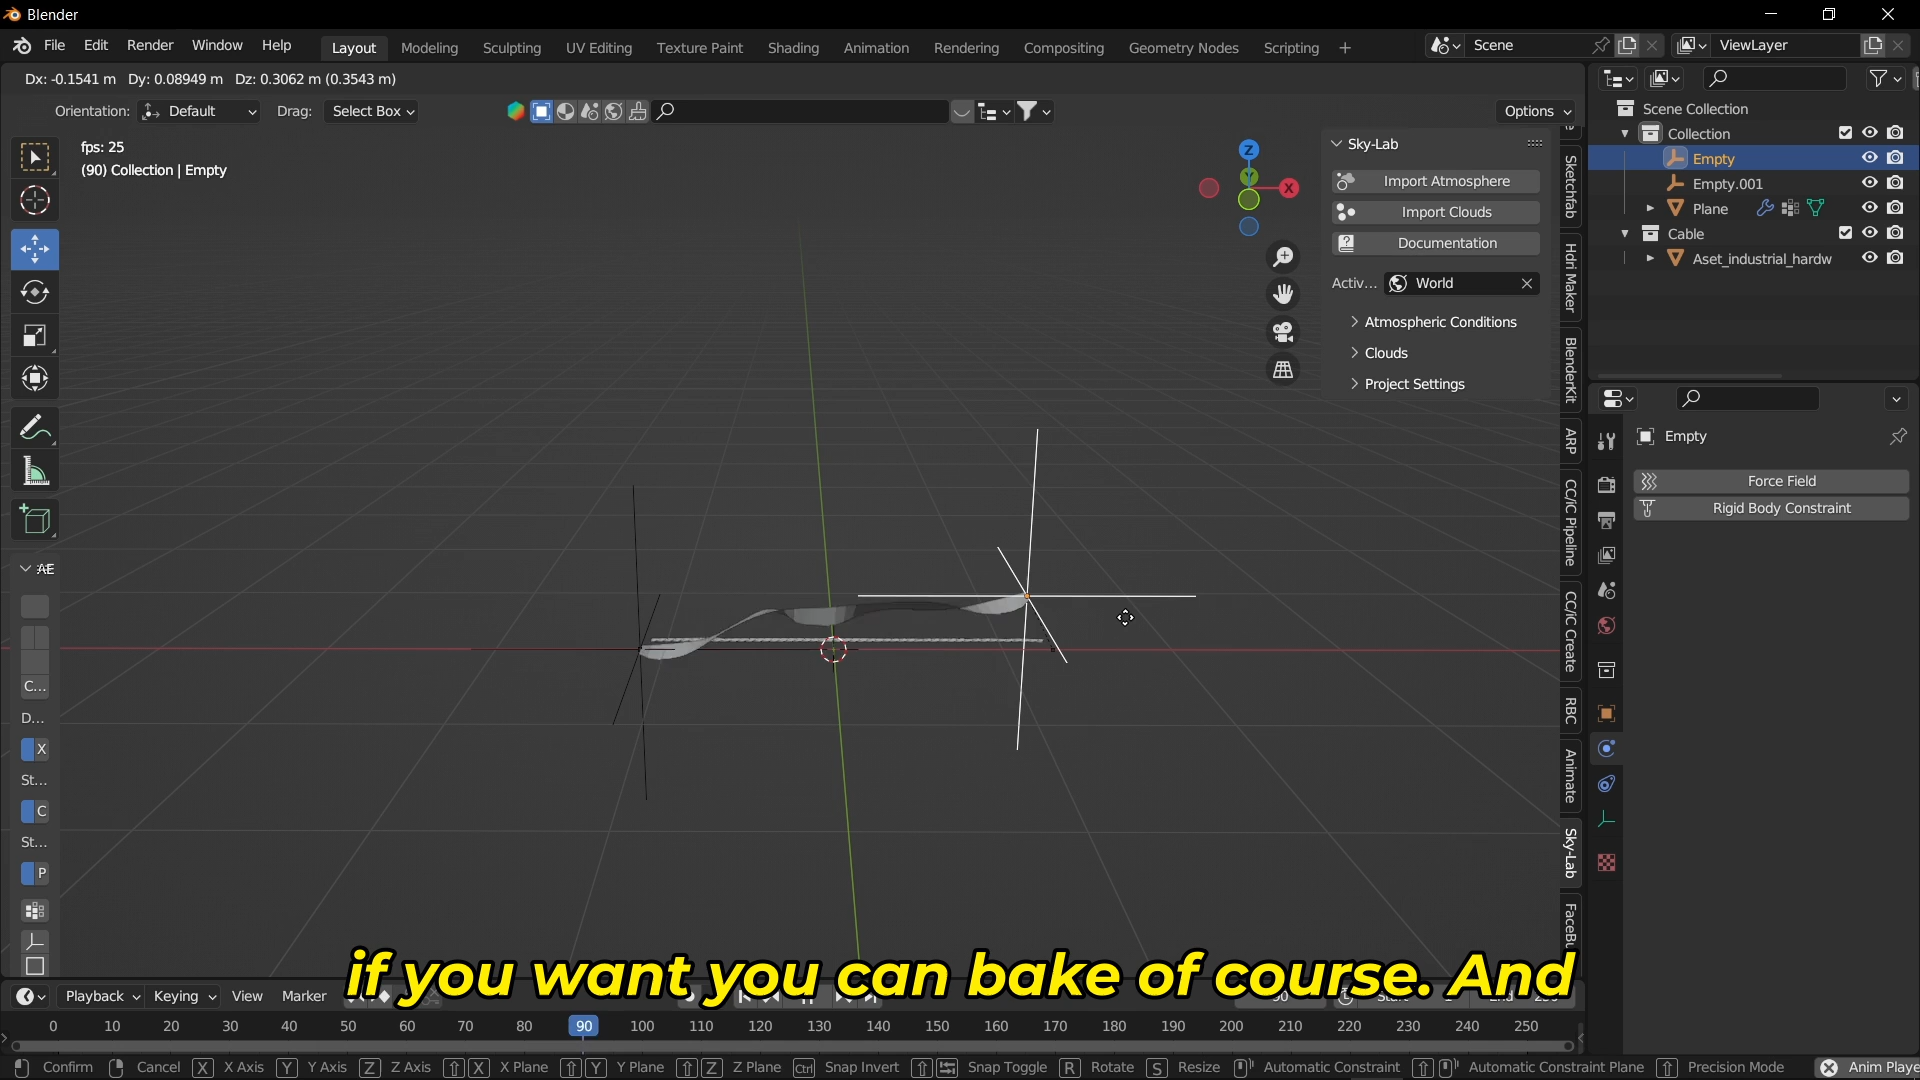 Blender
File Edit Render Window Help
Layout Modeling Sculpting UV Editing Texture Paint Shading Animation Rendering Compositing Geometry Nodes Scripting +
Scene
ViewLayer
Dx: -0.1541 m Dy: 0.08949 m Dz: 0.3062 m (0.3543 m)
Orientation: Default Drag: Select Box
Options
fps: 25
(90) Collection | Empty
Z
Y
X
Sky-Lab
Import Atmosphere
Import Clouds
Documentation
Activ... World
Atmospheric Conditions
Clouds
Project Settings
Sketchfab
Hdri Maker
BlenderKit
ARP
CC/iC Pipeline
CC/iC Create
RBC
Animate
Sky-Lab
FaceBu
Scene Collection
Collection
Empty
Empty.001
Plane
Cable
Aset_industrial_hardw
Empty
Force Field
Rigid Body Constraint
AE
C...
D...
X
St...
C
St...
P
if you want you can bake of course. And
Playback Keying View Marker
0 10 20 30 40 50 60 70 80 90 100 110 120 130 140 150 160 170 180 190 200 210 220 230 240 250
Confirm Cancel X X Axis Y Y Axis Z Z Axis X X Plane Y Y Plane Z Z Plane Ctrl Snap Invert Snap Toggle R Rotate S Resize Automatic Constraint Automatic Constraint Plane Precision Mode Anim Playe